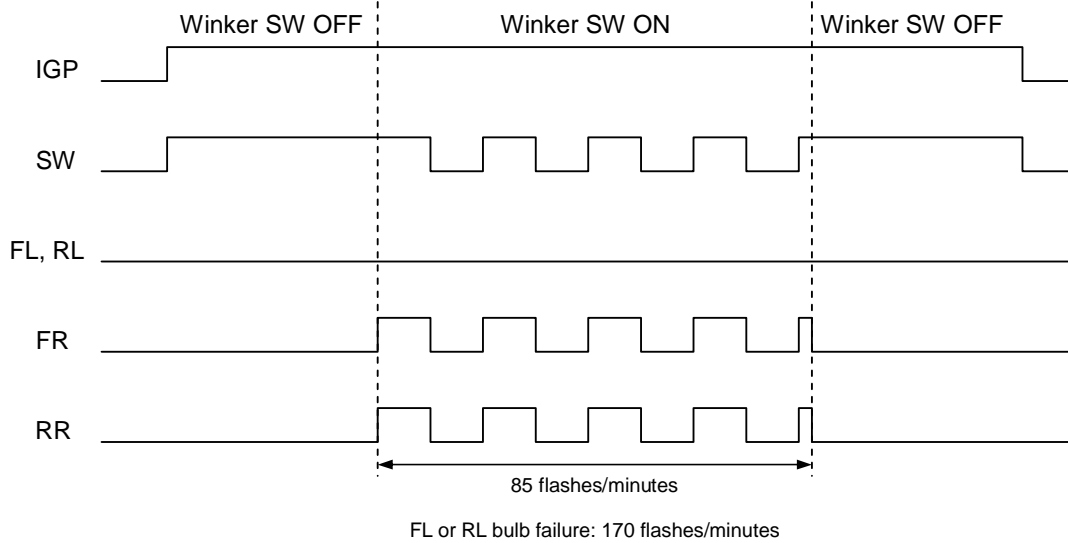 Winker SW OFF Winker SW ON Winker SW OFF
IGP
SW
FL, RL
FR
RR
85 flashes/minutes
FL or RL bulb failure: 170 flashes/minutes